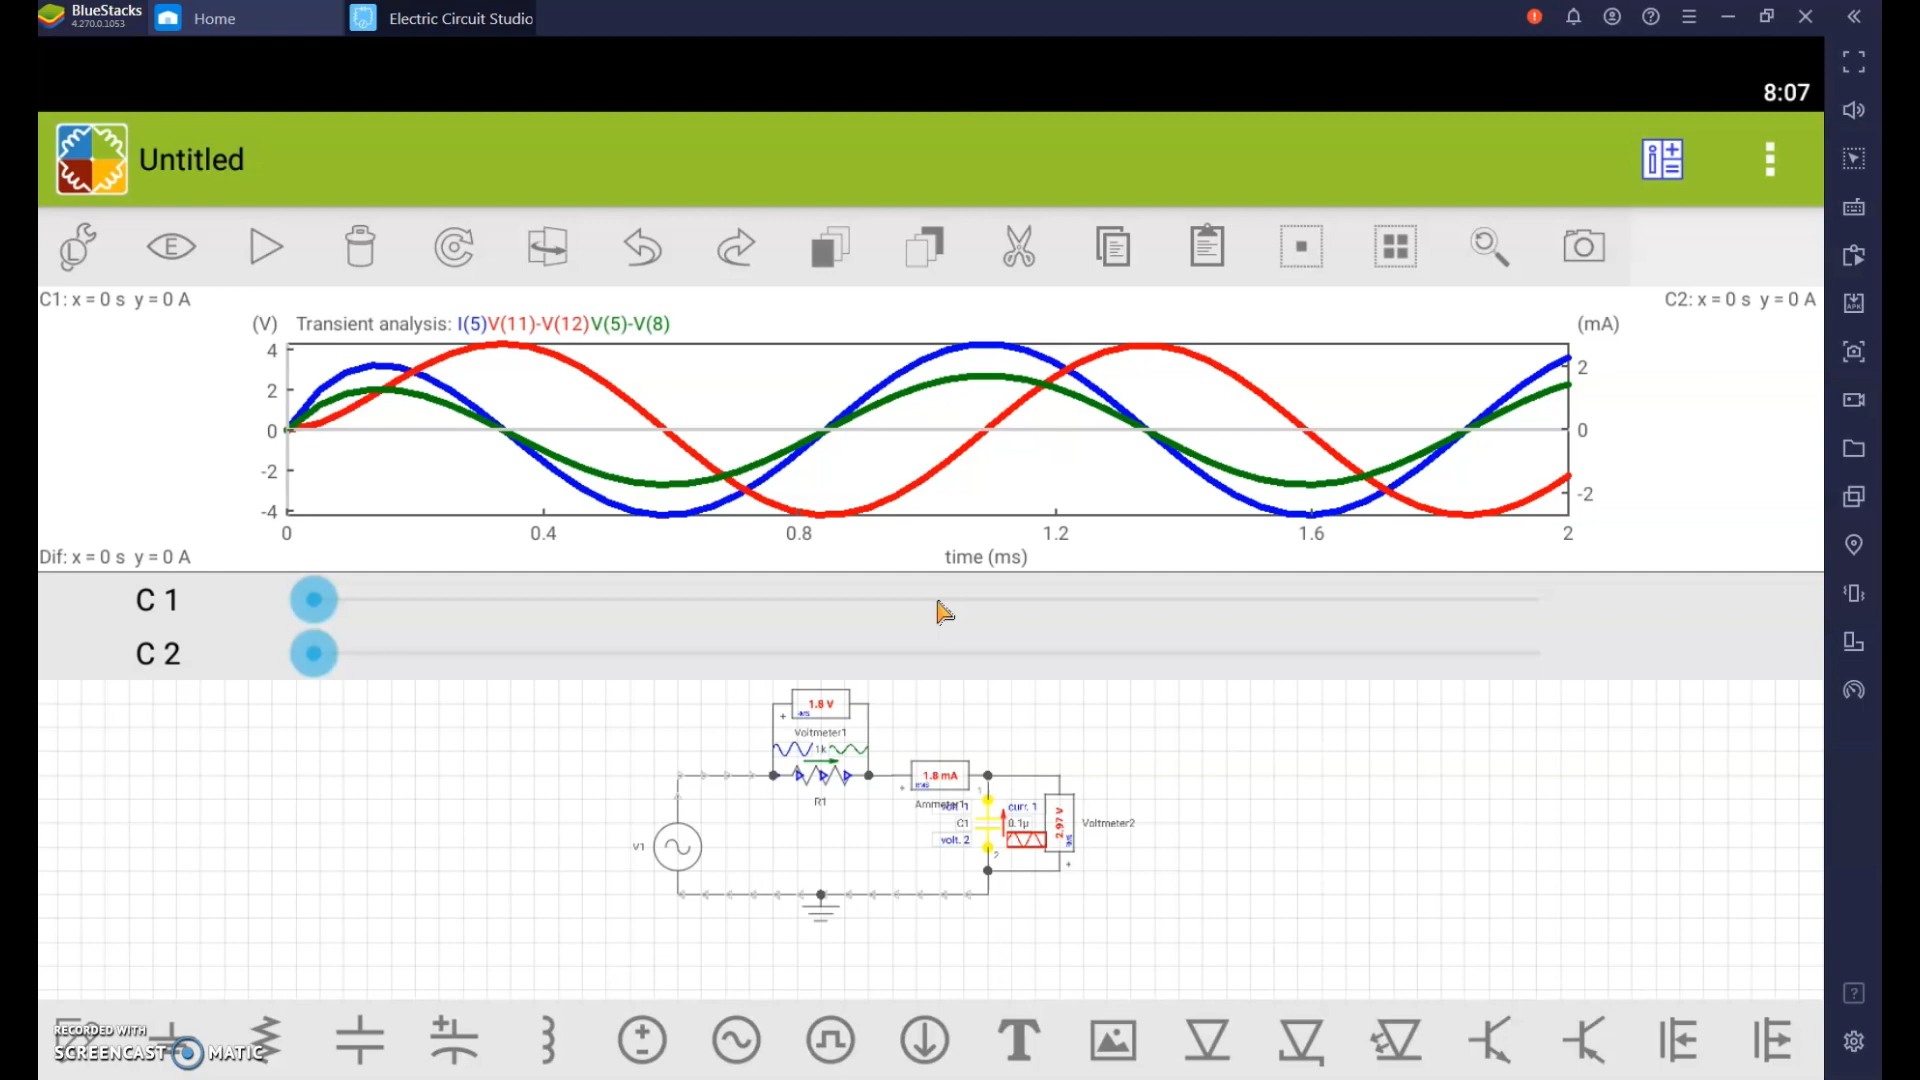 BlueStacks
4.270.0.1053
Home
Electric Circuit Studio
8:07
Untitled
C1: x = 0 s y = 0 A
C2: x = 0 s y = 0 A
(V) Transient analysis: I(5)V(11)-V(12)V(5)-V(8)
(mA)
4
2
0
-2
-4
2
0
-2
0 0.4 0.8 1.2 1.6 2
Dif: x = 0 s y = 0 A
time (ms)
C 1
C 2
1.8 V
Voltmeter1
1k
R1
1.8 mA
Ammeter1
1
curr. 1
C1
0.1µ
volt. 2
2
2.97 V
Voltmeter2
V1
RECORDED WITH
SCREENCAST MATIC